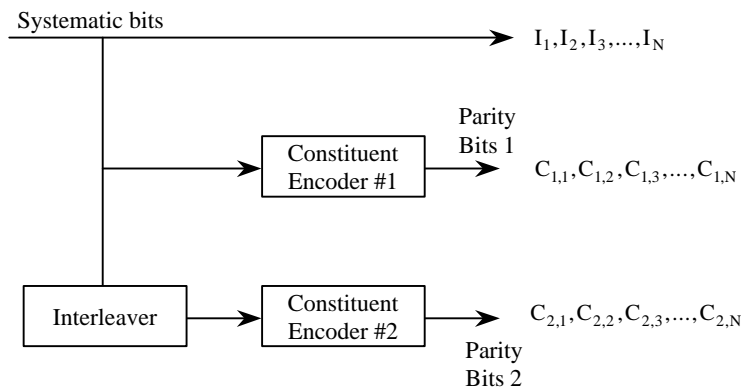 Systematic bits
I₁,I₂,I₃,...,I_N
Parity
Bits 1
Constituent
Encoder #1
C₁,₁,C₁,₂,C₁,₃,...,C₁,N
Interleaver
Constituent
Encoder #2
C₂,₁,C₂,₂,C₂,₃,...,C₂,N
Parity
Bits 2